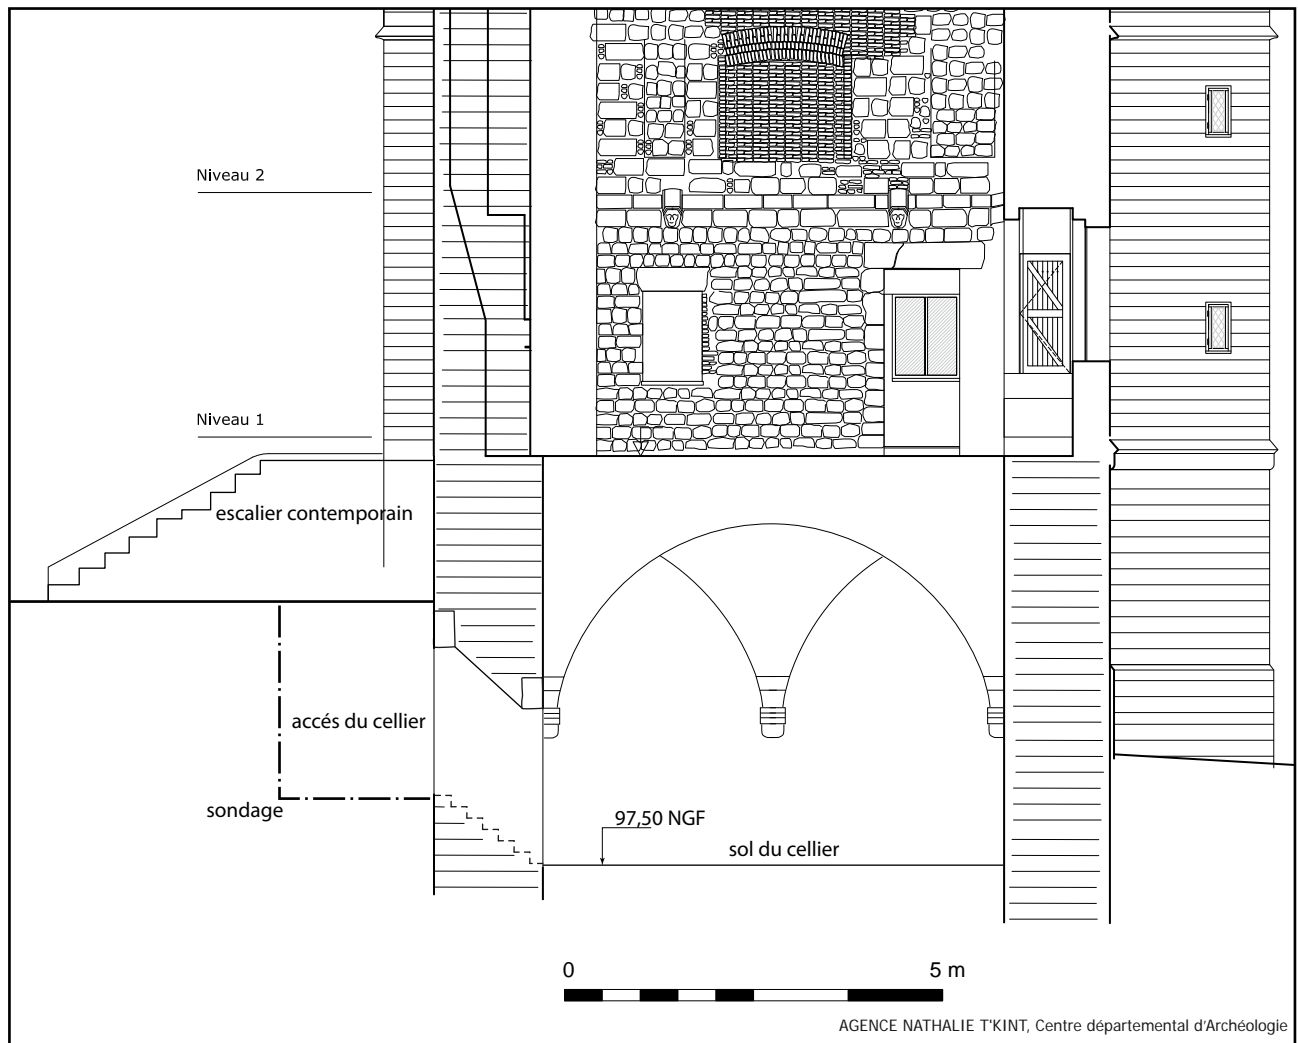 Niveau 2
Niveau 1
escalier contemporain
accés du cellier
sondage
97,50 NGF
sol du cellier
0 5 m
AGENCE NATHALIE T'KINT, Centre départemental d'Archéologie